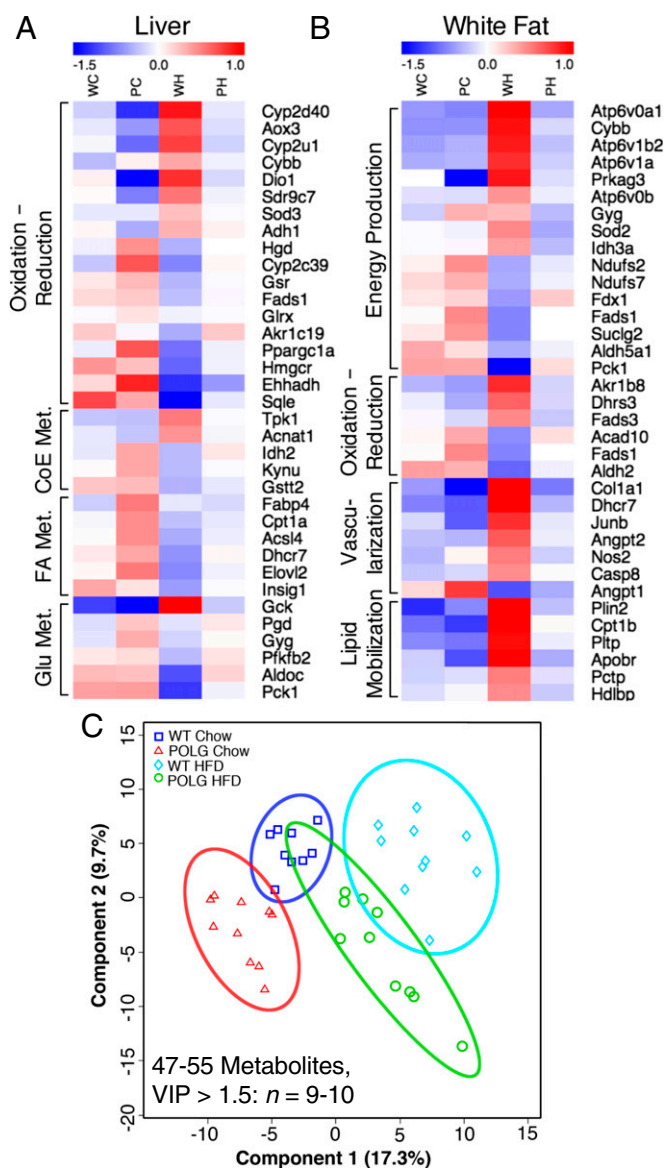 A
Liver
-1.5
0.0
1.0
WC
PC
WH
PH
Oxidation –
Reduction
CoE Met.
FA Met.
Glu Met.
Cyp2d40
Aox3
Cyp2u1
Cybb
Dio1
Sdr9c7
Sod3
Adh1
Hgd
Cyp2c39
Gsr
Fads1
Glrx
Akr1c19
Ppargc1a
Hmgcr
Ehhadh
Sqle
Tpk1
Acnat1
Idh2
Kynu
Gstt2
Fabp4
Cpt1a
Acsl4
Dhcr7
Elovl2
Insig1
Gck
Pgd
Gyg
Pfkfb2
Aldoc
Pck1
B
White Fat
-1.5
0.0
1.0
WC
PC
WH
PH
Energy Production
Oxidation –
Reduction
Vascu-
larization
Lipid
Mobilization
Atp6v0a1
Cybb
Atp6v1b2
Atp6v1a
Prkag3
Atp6v0b
Gyg
Sod2
Idh3a
Ndufs2
Ndufs7
Fdx1
Fads1
Suclg2
Aldh5a1
Pck1
Akr1b8
Dhrs3
Fads3
Acad10
Fads1
Aldh2
Col1a1
Dhcr7
Junb
Angpt2
Nos2
Casp8
Angpt1
Plin2
Cpt1b
Pltp
Apobr
Pctp
Hdlbp
C
WT Chow
POLG Chow
WT HFD
POLG HFD
Component 2 (9.7%)
15
10
5
0
-5
-10
-15
-20
47-55 Metabolites,
VIP > 1.5: n = 9-10
-10
-5
0
5
10
15
Component 1 (17.3%)